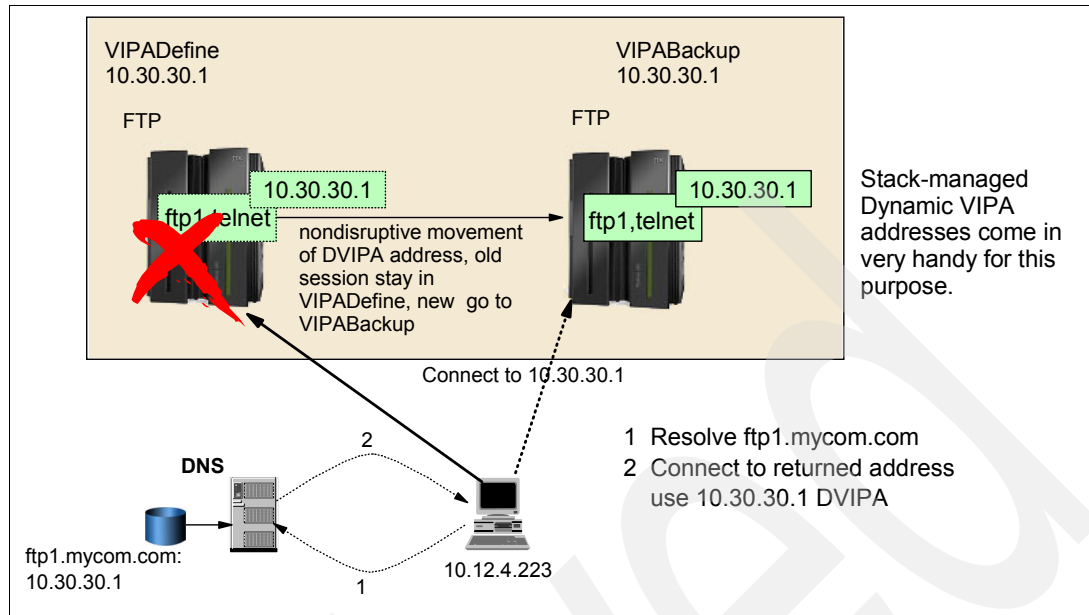 VIPADefine
10.30.30.1
VIPABackup
10.30.30.1
FTP
FTP
10.30.30.1
ftp1,telnet
10.30.30.1
ftp1,telnet
nondisruptive movement
of DVIPA address, old
session stay in
VIPADefine, new go to
VIPABackup
Stack-managed
Dynamic VIPA
addresses come in
very handy for this
purpose.
Connect to 10.30.30.1
1 Resolve ftp1.mycom.com
2 Connect to returned address
use 10.30.30.1 DVIPA
2
DNS
ftp1.mycom.com:
10.30.30.1
1
10.12.4.223